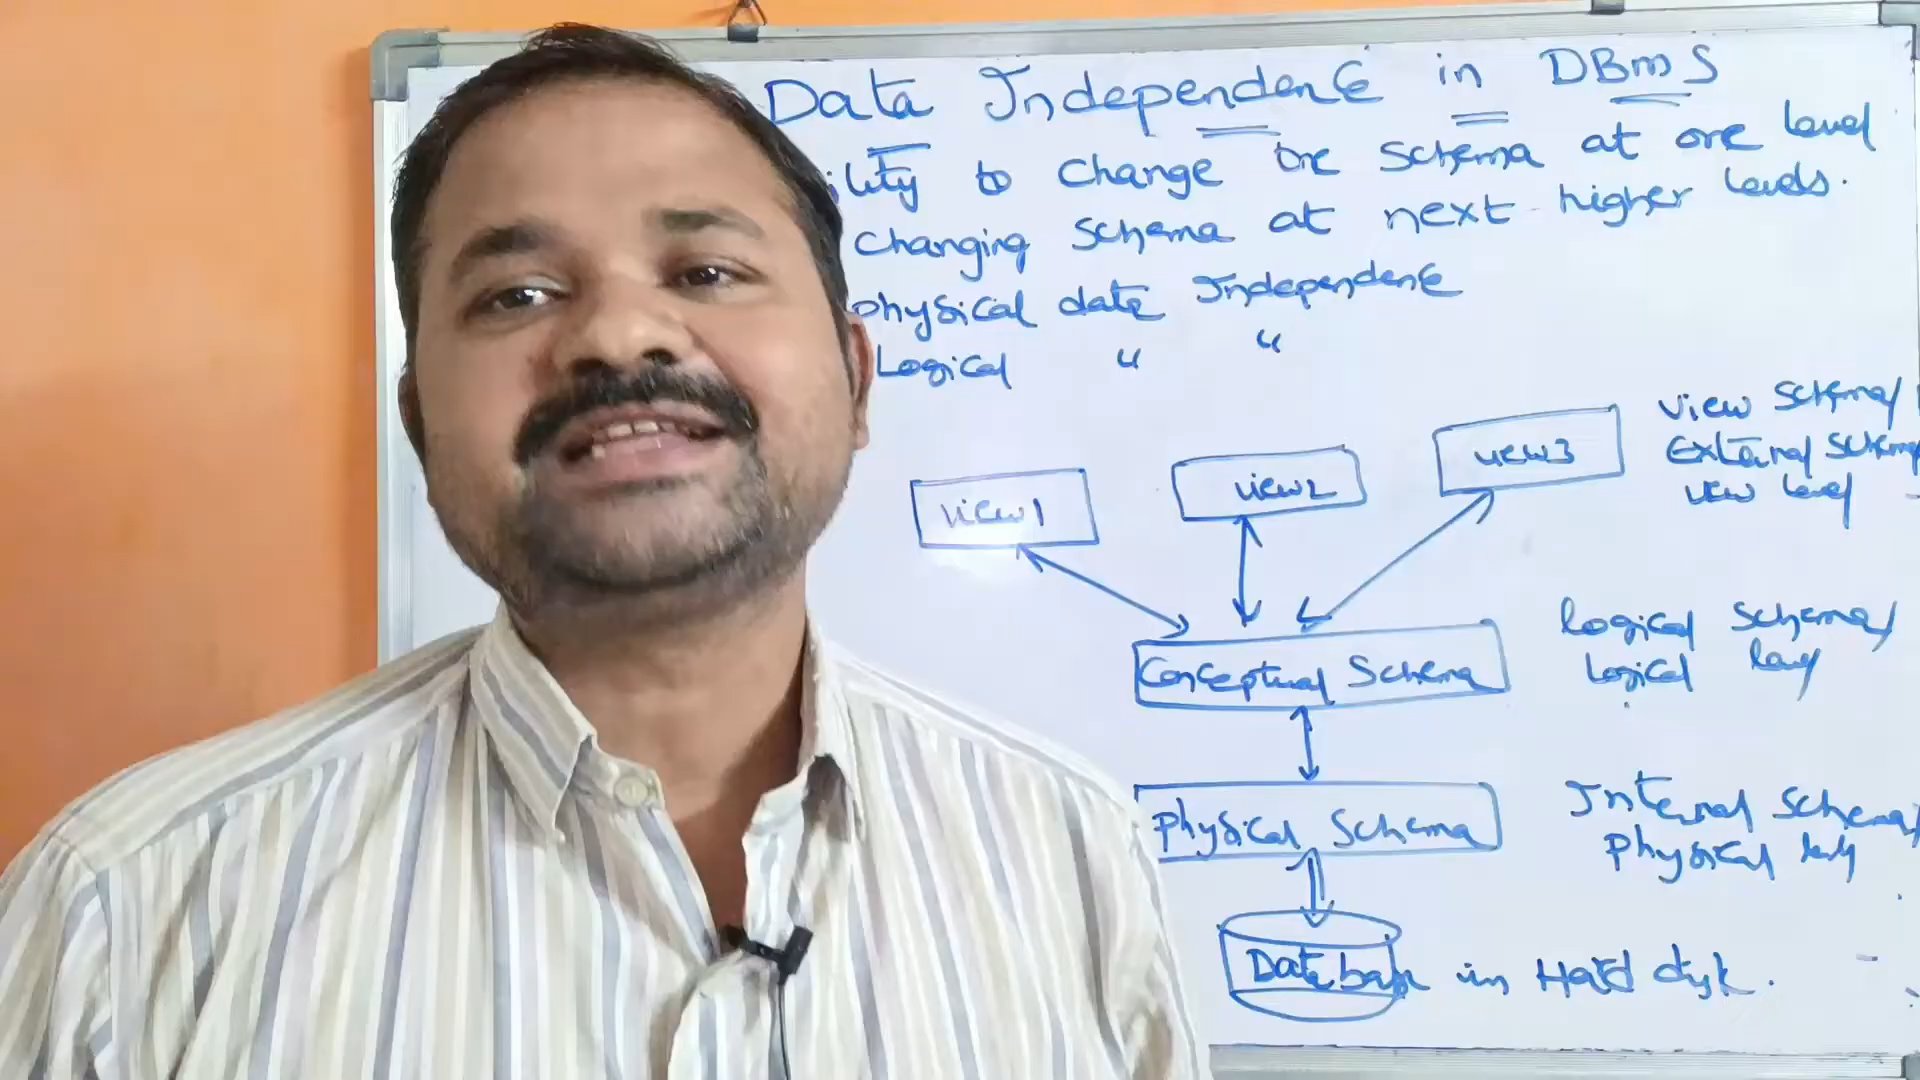 Data Independence in DBMS
ility to change the schema at one level
changing schema at next higher levels.
physical data Independence
Logical " "
view schema/
External schema
view level
view1
view2
view3
Logical schema/
Logical level
Conceptual Schema
Internal schema/
physical level
physical schema
Database in Hard disk.